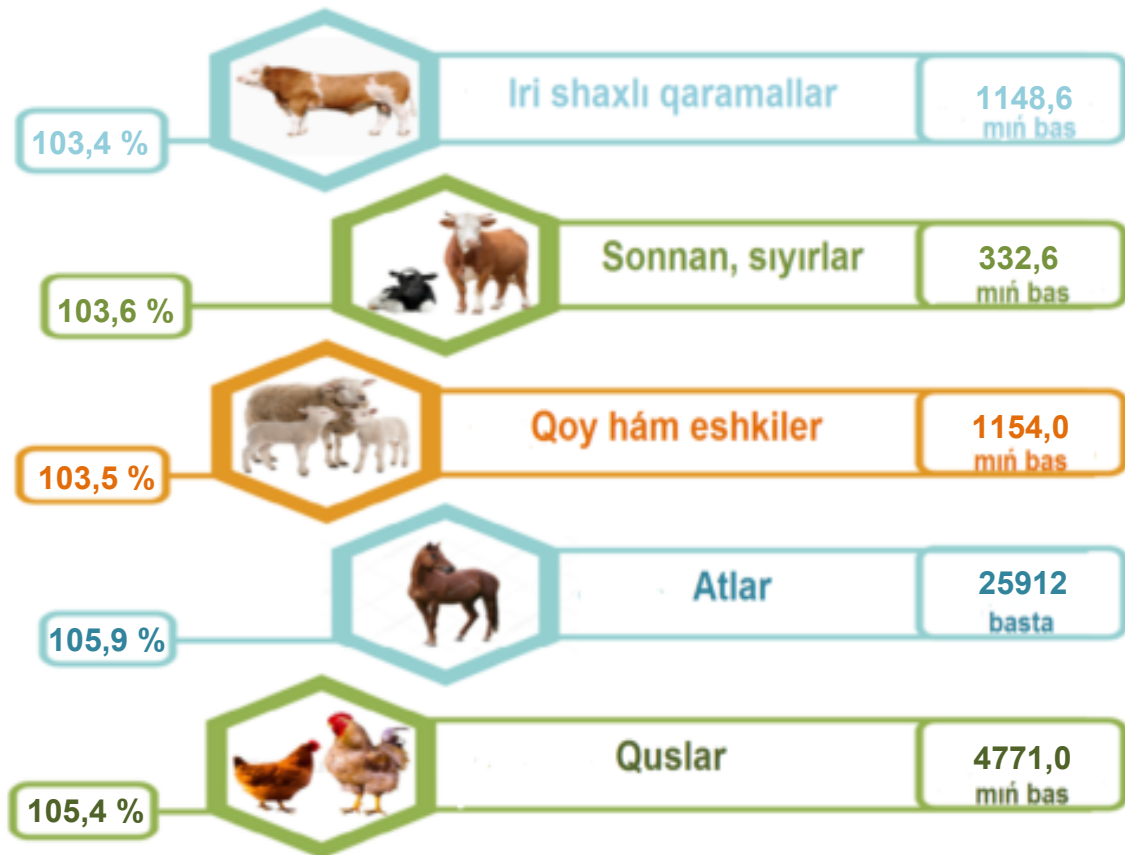 Iri shaxlı qaramallar
1148,6
mıń bas
103,4 %
Sonnan, sıyırlar
332,6
mıń bas
103,6 %
Qoy hám eshkiler
1154,0
mıń bas
103,5 %
Atlar
25912
basta
105,9 %
Quslar
4771,0
mıń bas
105,4 %